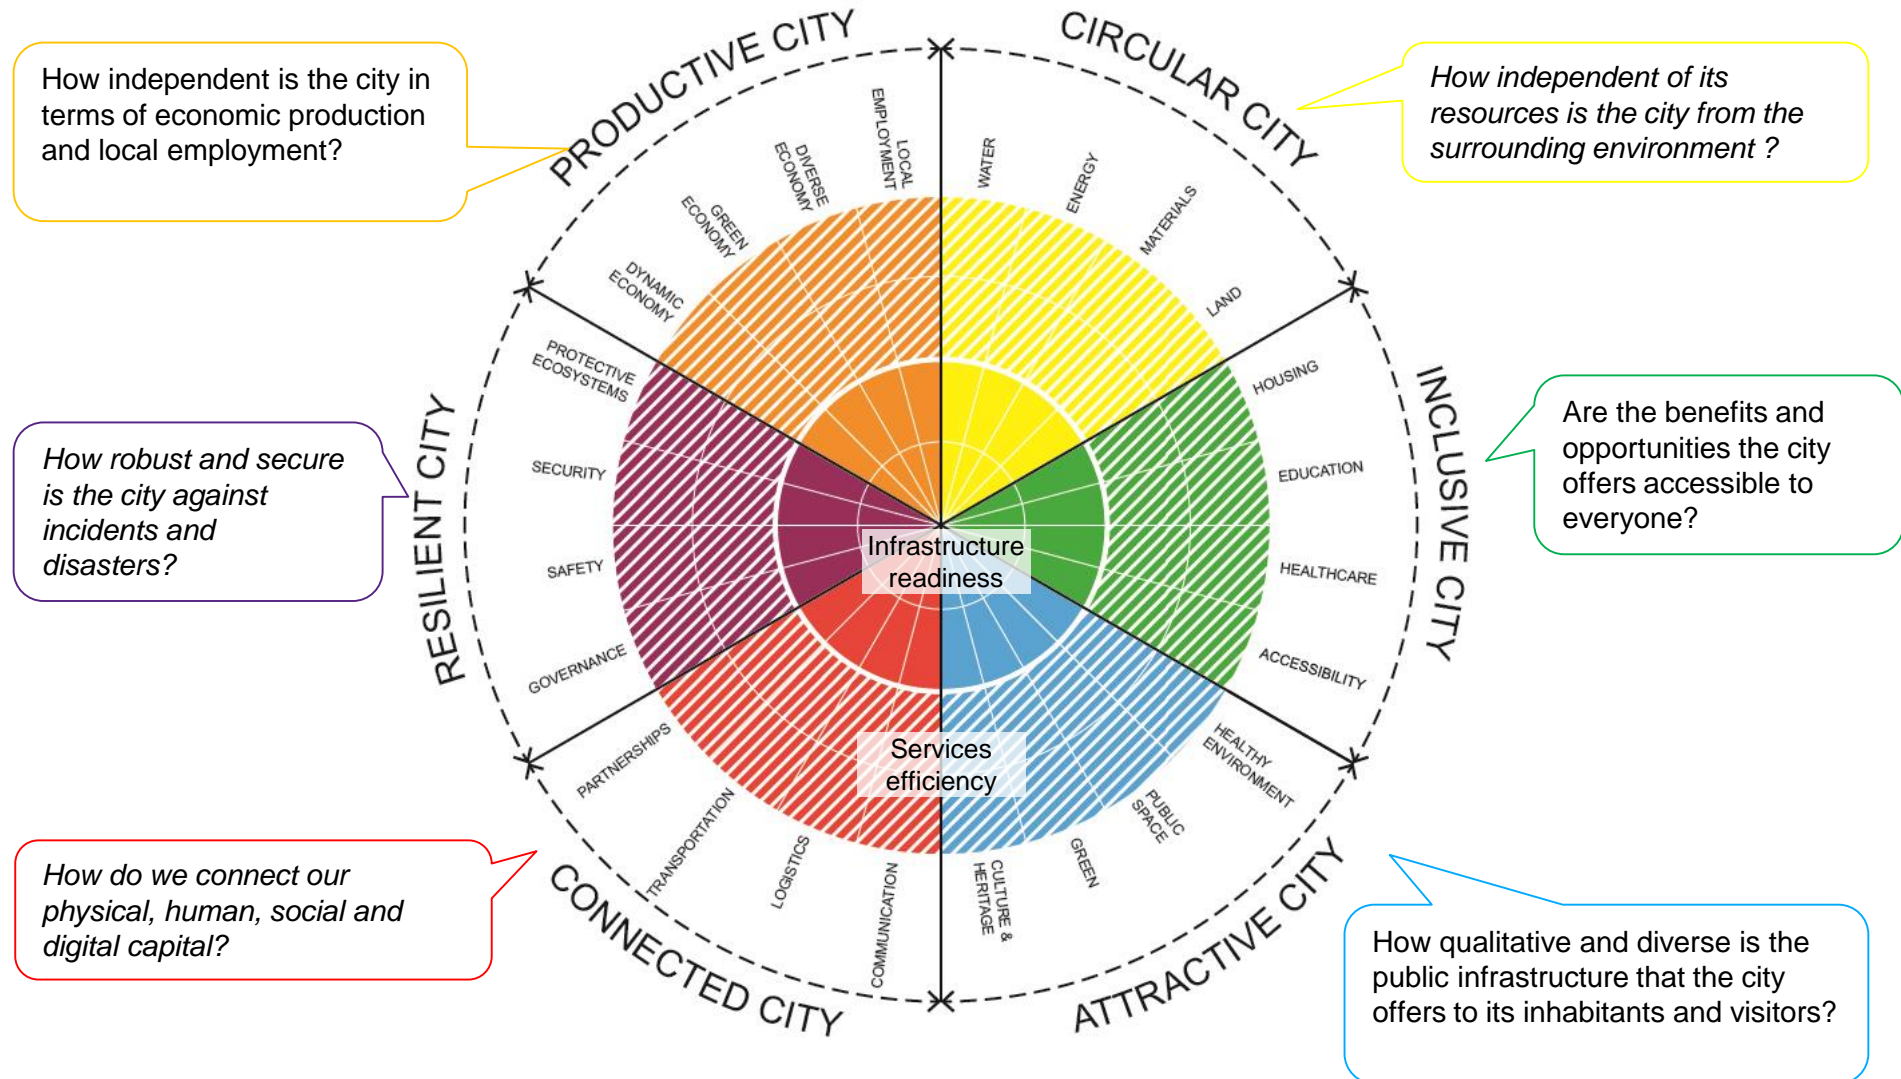 PRODUCTIVE CITY
CIRCULAR CITY
INCLUSIVE CITY
ATTRACTIVE CITY
CONNECTED CITY
RESILIENT CITY
How independent is the city in
terms of economic production
and local employment?
How independent of its
resources is the city from the
surrounding environment ?
Are the benefits and
opportunities the city
offers accessible to
everyone?
How qualitative and diverse is the
public infrastructure that the city
offers to its inhabitants and visitors?
How do we connect our
physical, human, social and
digital capital?
How robust and secure
is the city against
incidents and
disasters?
DYNAMIC
ECONOMY
GREEN
ECONOMY
DIVERSE
ECONOMY
LOCAL
EMPLOYMENT
WATER
ENERGY
MATERIALS
LAND
HOUSING
EDUCATION
HEALTHCARE
ACCESSIBILITY
HEALTHY
ENVIRONMENT
PUBLIC
SPACE
GREEN
CULTURE &
HERITAGE
COMMUNICATION
LOGISTICS
TRANSPORTATION
PARTNERSHIPS
GOVERNANCE
SAFETY
SECURITY
PROTECTIVE
ECOSYSTEMS
Infrastructure
readiness
Services
efficiency